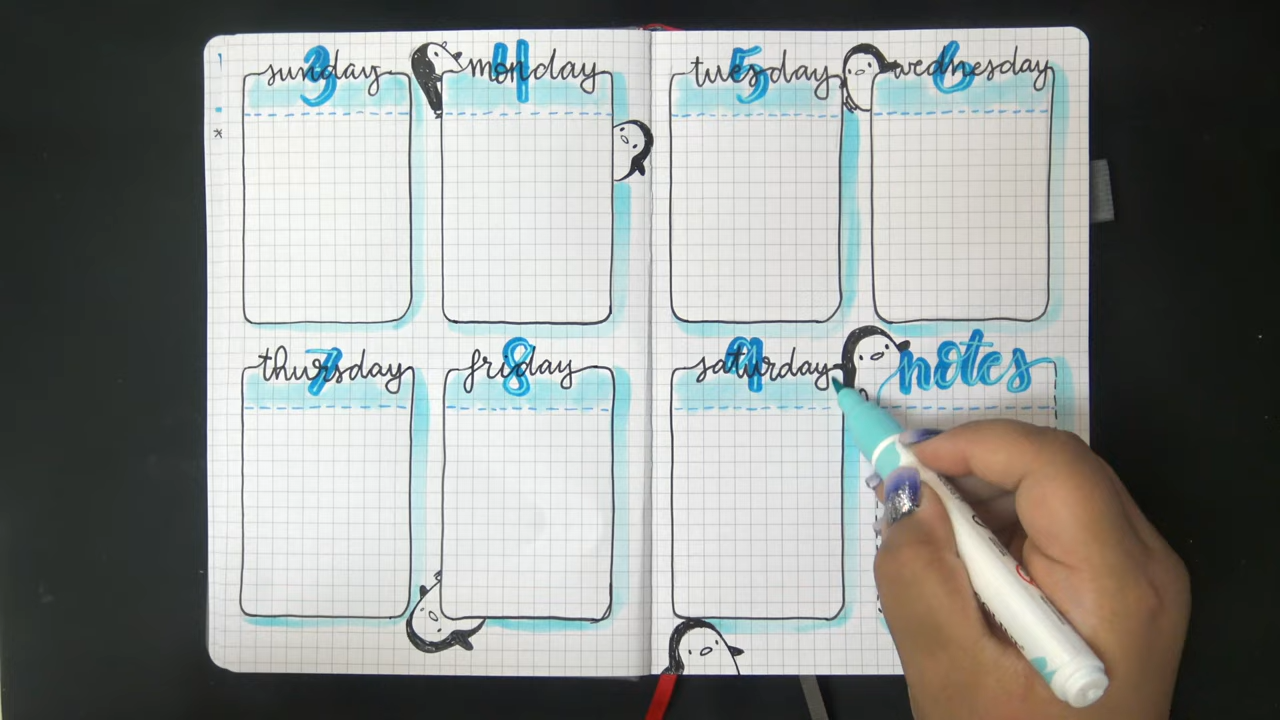 sunday 3
monday 4
tuesday 5
wednesday 6
thursday 7
friday 8
saturday 9
notes